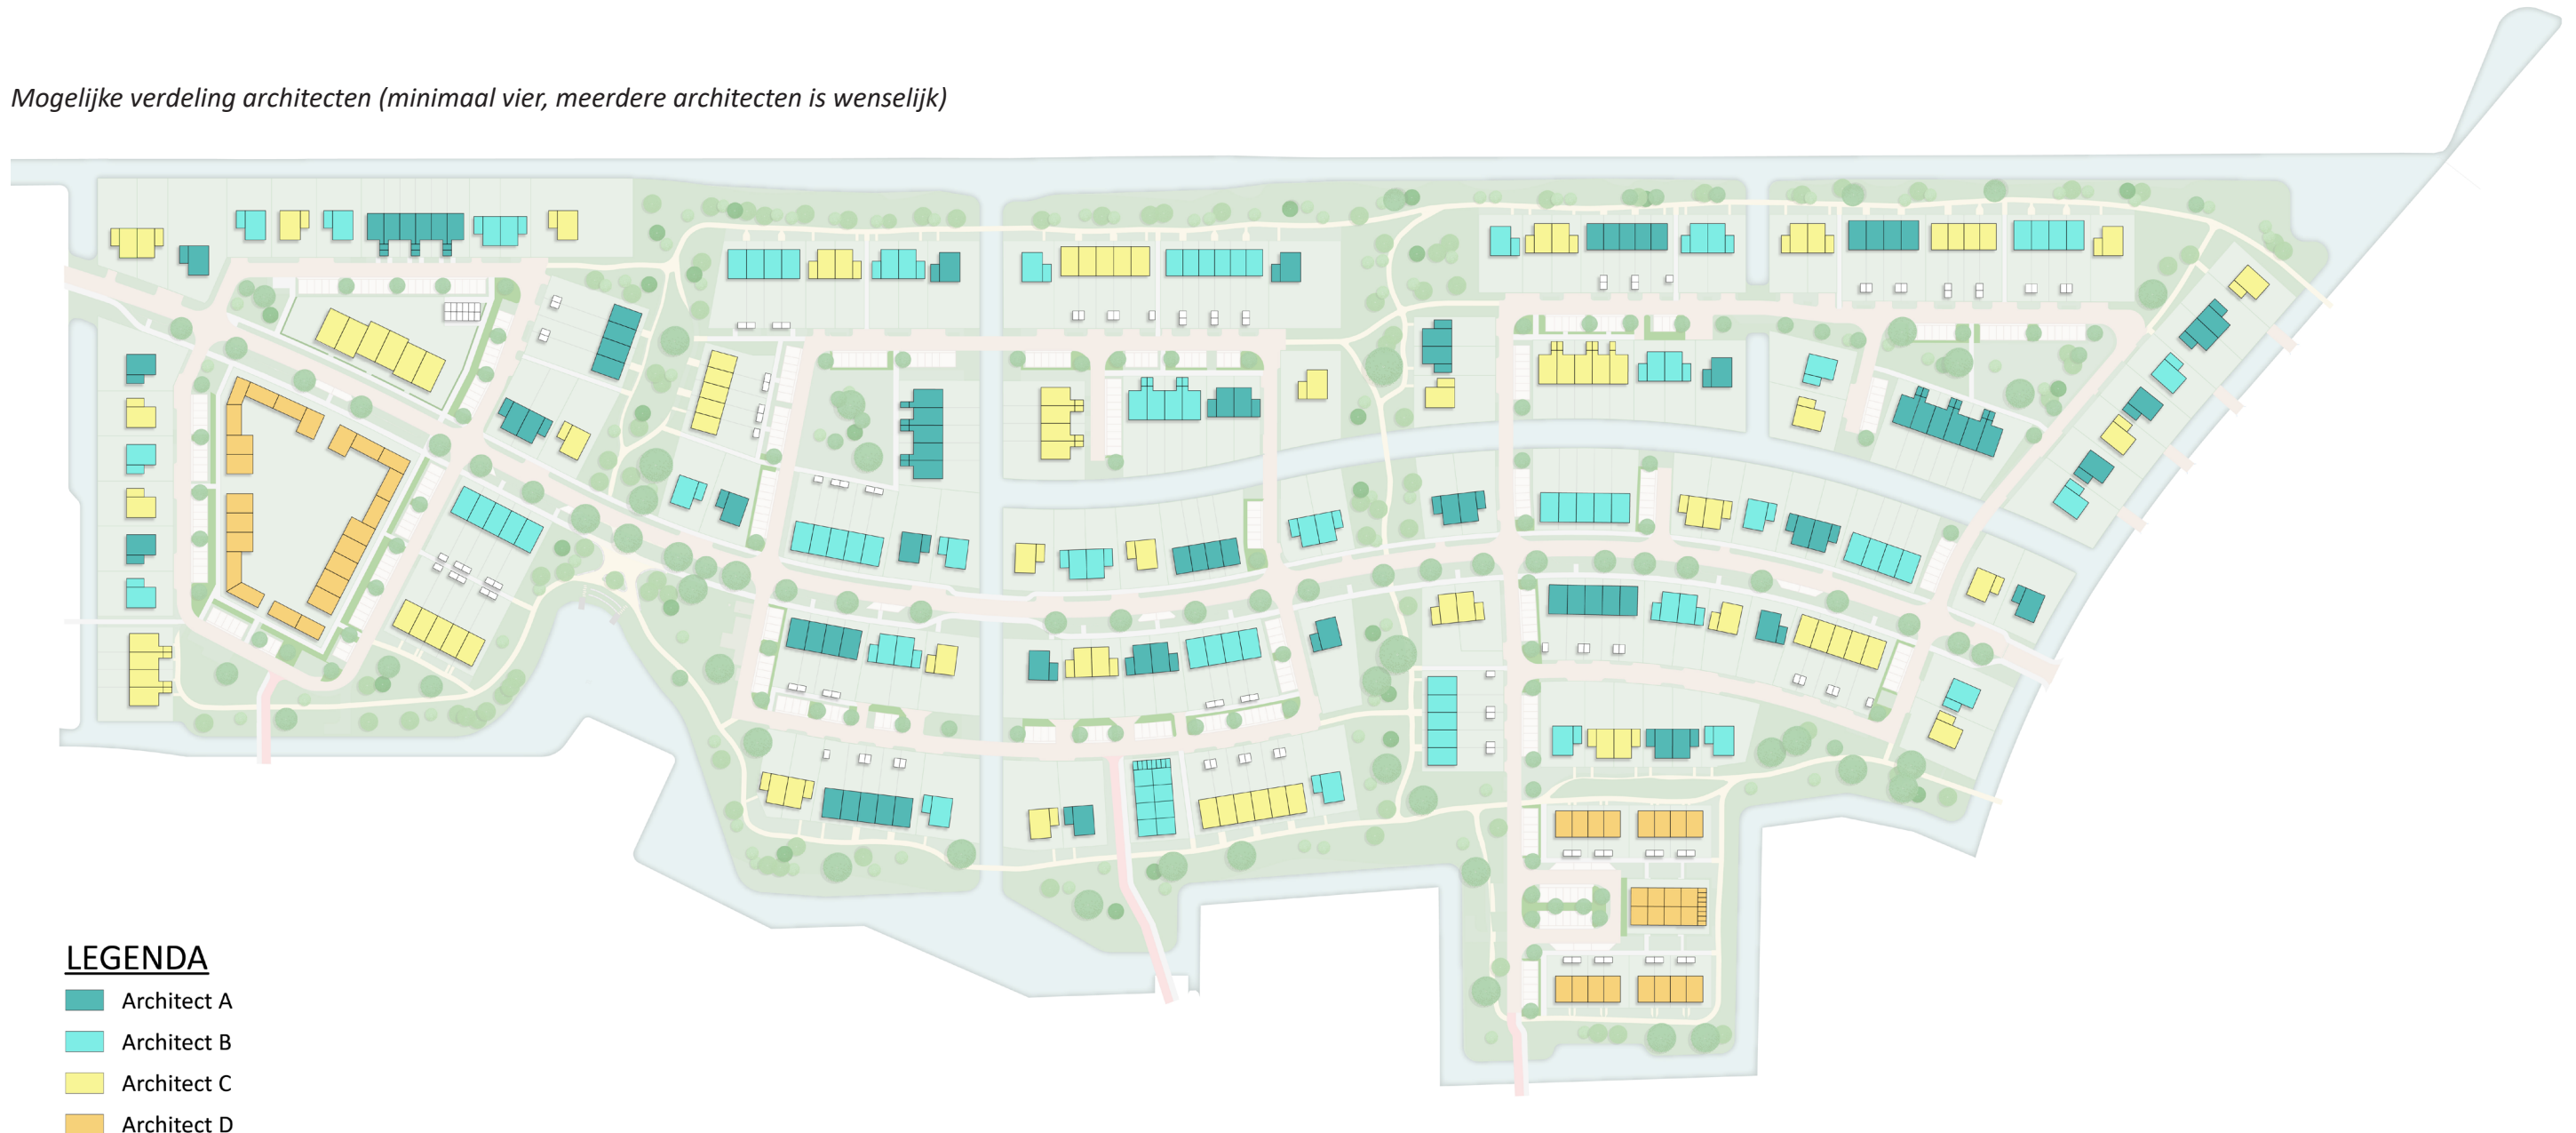 Mogelijke verdeling architecten (minimaal vier, meerdere architecten is wenselijk)
LEGENDA
Architect A
Architect B
Architect C
Architect D